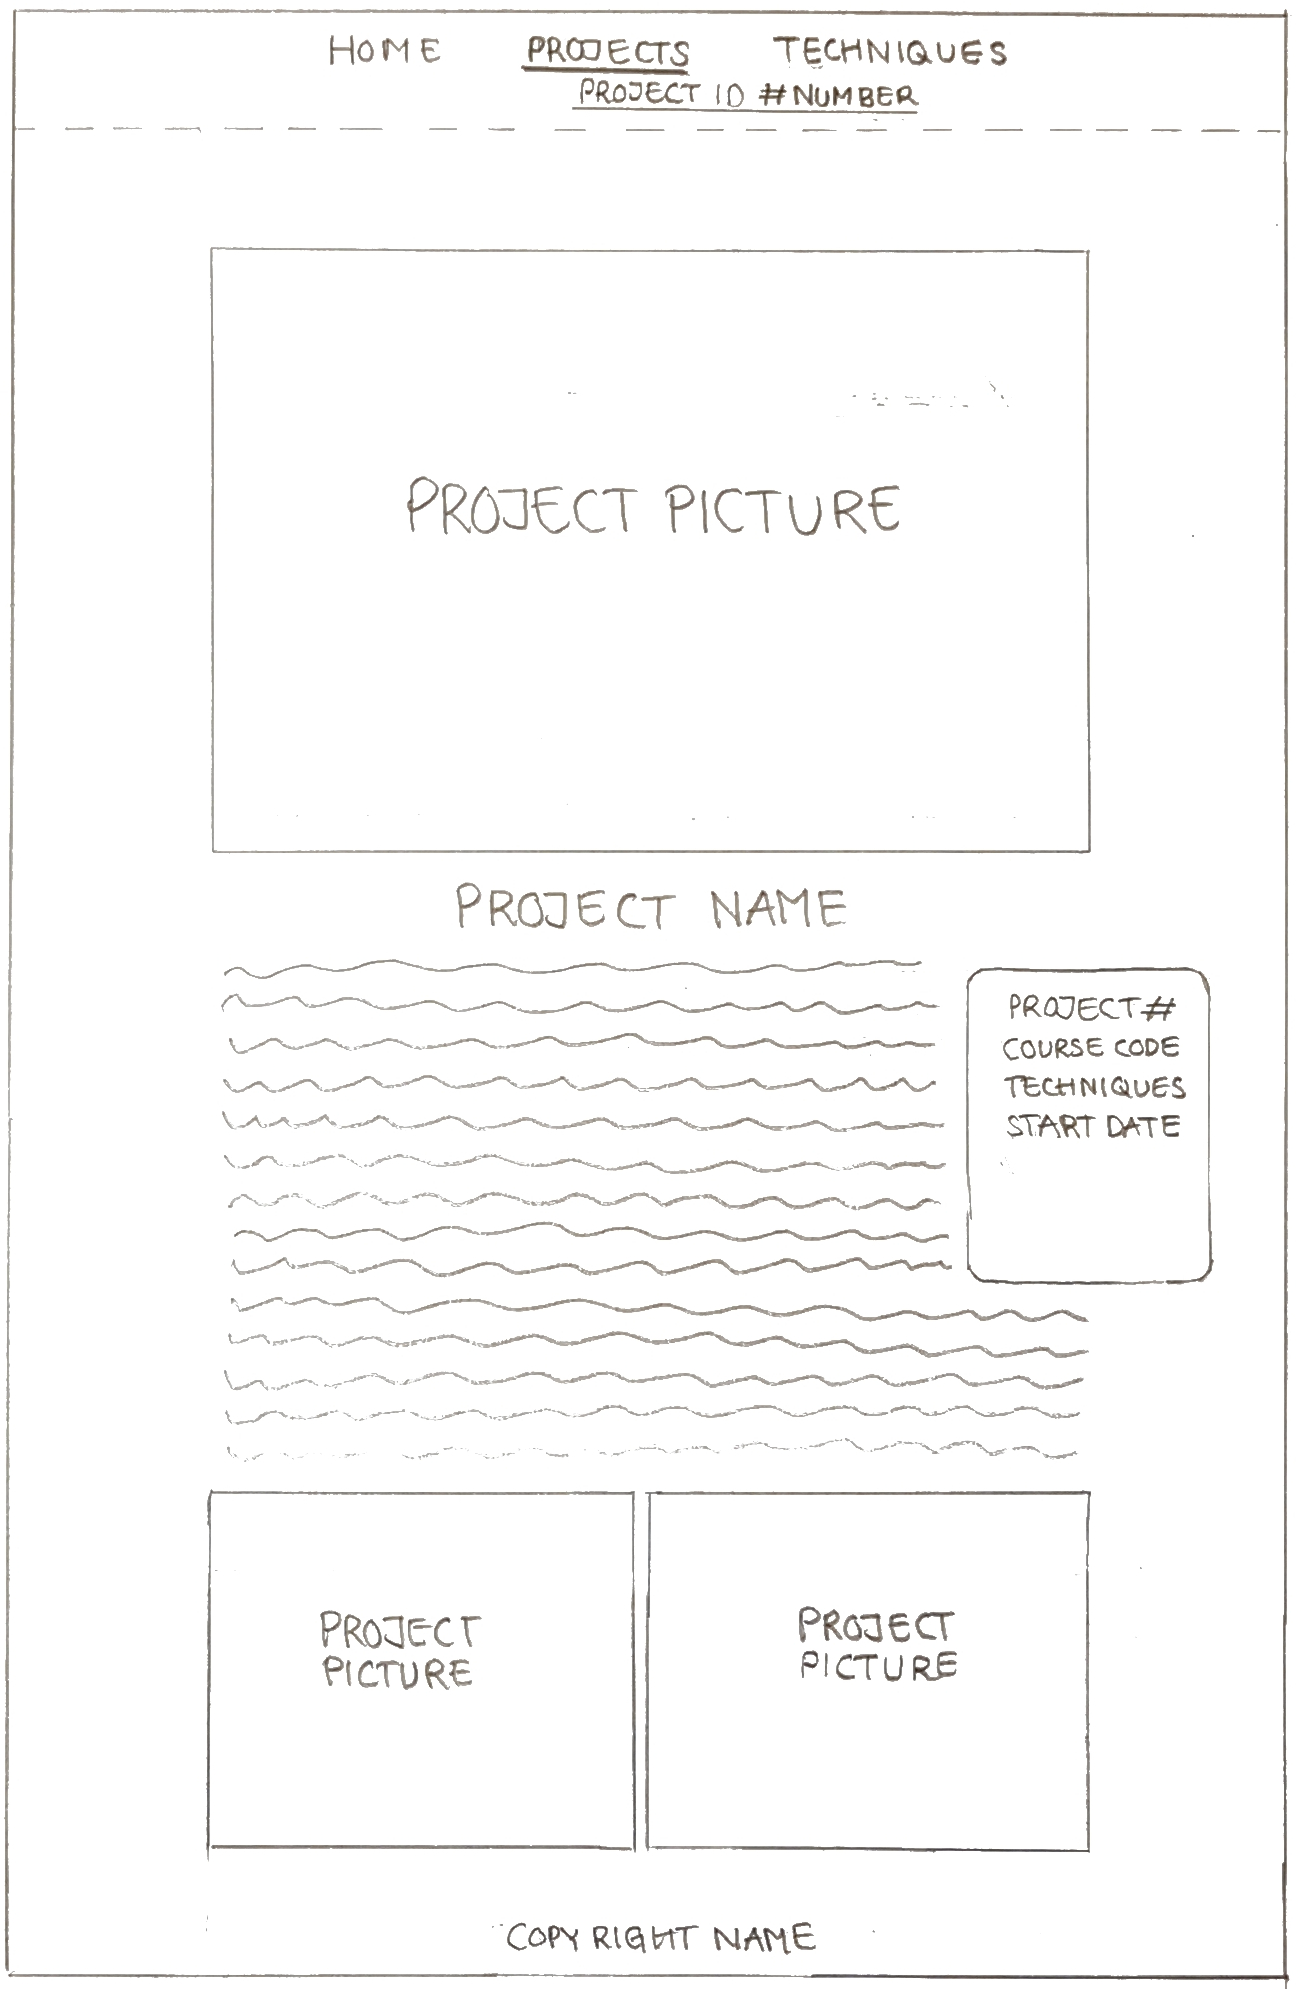 HOME PROJECTS TECHNIQUES
PROJECT ID #NUMBER
PROJECT PICTURE
PROJECT NAME
PROJECT#
COURSE CODE
TECHNIQUES
START DATE
PROJECT
PICTURE
PROJECT
PICTURE
COPYRIGHT NAME